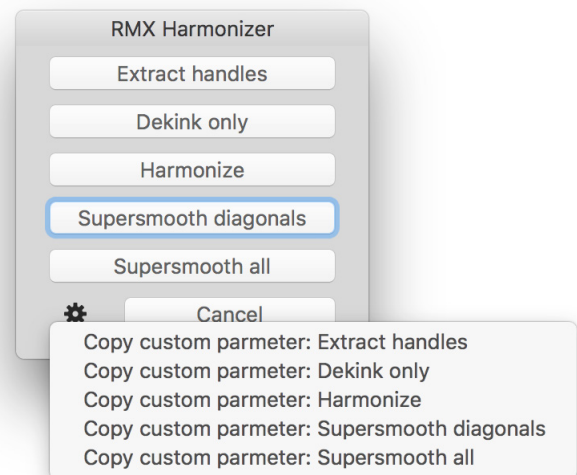 RMX Harmonizer
Extract handles
Dekink only
Harmonize
Supersmooth diagonals
Supersmooth all
Cancel
Copy custom parmeter: Extract handles
Copy custom parmeter: Dekink only
Copy custom parmeter: Harmonize
Copy custom parmeter: Supersmooth diagonals
Copy custom parmeter: Supersmooth all